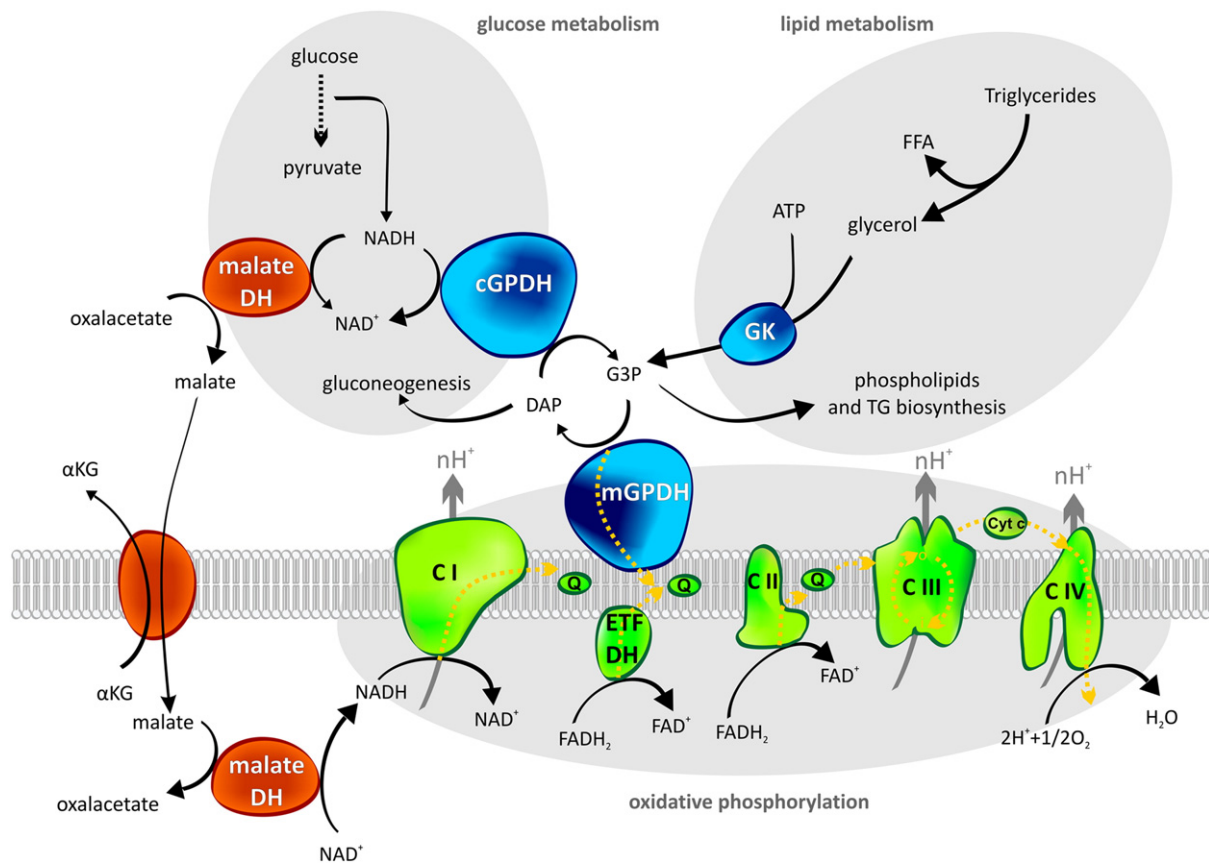 glucose metabolism
lipid metabolism
glucose
pyruvate
NADH
NAD⁺
malate
DH
cGPDH
oxalacetate
malate
gluconeogenesis
DAP
G3P
Triglycerides
FFA
glycerol
ATP
GK
phospholipids
and TG biosynthesis
αKG
αKG
malate
oxalacetate
malate
DH
NAD⁺
nH⁺
C I
NADH
NAD⁺
Q
mGPDH
Q
ETF
DH
FADH₂
FAD⁺
C II
Q
FADH₂
FAD⁺
nH⁺
C III
Cyt c
nH⁺
C IV
2H⁺+1/2O₂
H₂O
oxidative phosphorylation